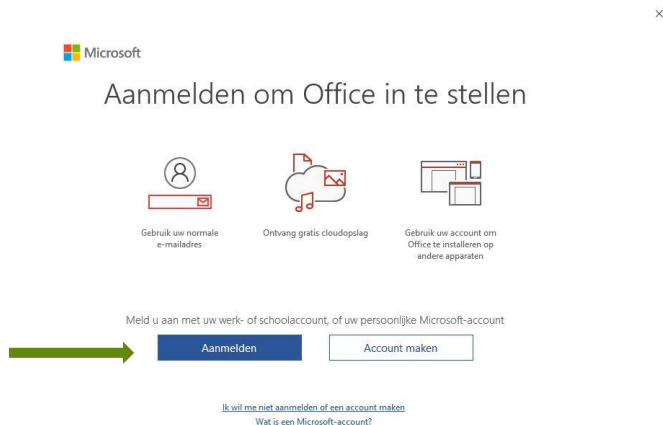 Microsoft
Aanmelden om Office in te stellen
Gebruik uw normale
e-mailadres
Ontvang gratis cloudopslag
Gebruik uw account om
Office te installeren op
andere apparaten
Meld u aan met uw werk- of schoolaccount, of uw persoonlijke Microsoft-account
Aanmelden
Account maken
Ik wil me niet aanmelden of een account maken
Wat is een Microsoft-account?